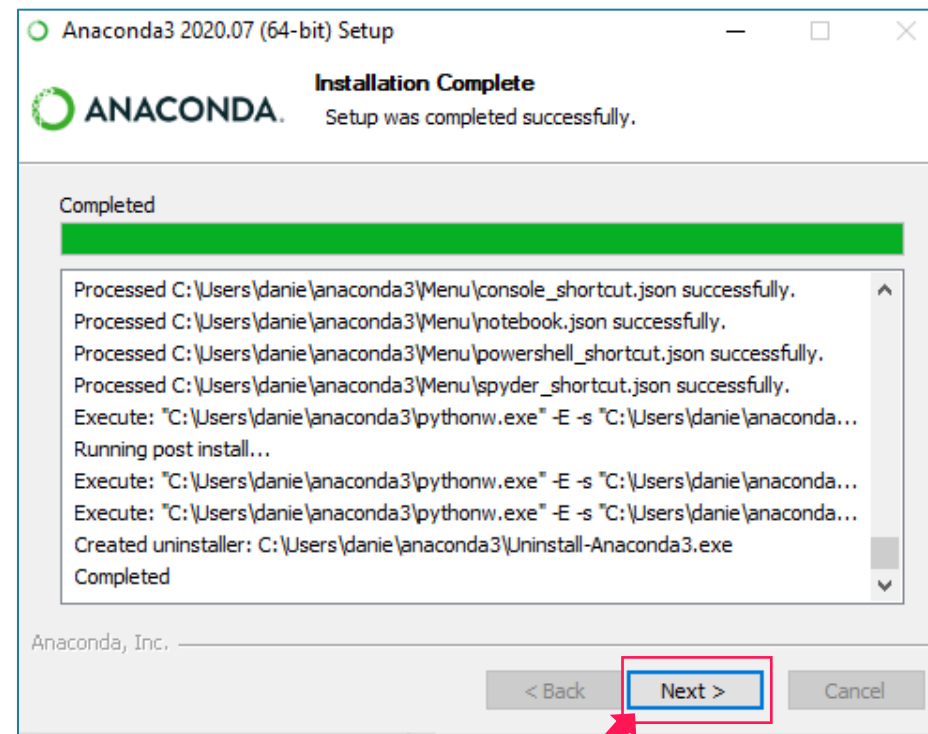 Anaconda3 2020.07 (64-bit) Setup
ANACONDA.
Installation Complete
Setup was completed successfully.
Completed
Processed C:\Users\danie\anaconda3\Menu\console_shortcut.json successfully.
Processed C:\Users\danie\anaconda3\Menu\notebook.json successfully.
Processed C:\Users\danie\anaconda3\Menu\powershell_shortcut.json successfully.
Processed C:\Users\danie\anaconda3\Menu\spyder_shortcut.json successfully.
Execute: "C:\Users\danie\anaconda3\pythonw.exe" -E -s "C:\Users\danie\anaconda...
Running post install...
Execute: "C:\Users\danie\anaconda3\pythonw.exe" -E -s "C:\Users\danie\anaconda...
Execute: "C:\Users\danie\anaconda3\pythonw.exe" -E -s "C:\Users\danie\anaconda...
Created uninstaller: C:\Users\danie\anaconda3\Uninstall-Anaconda3.exe
Completed
Anaconda, Inc.
< Back Next > Cancel